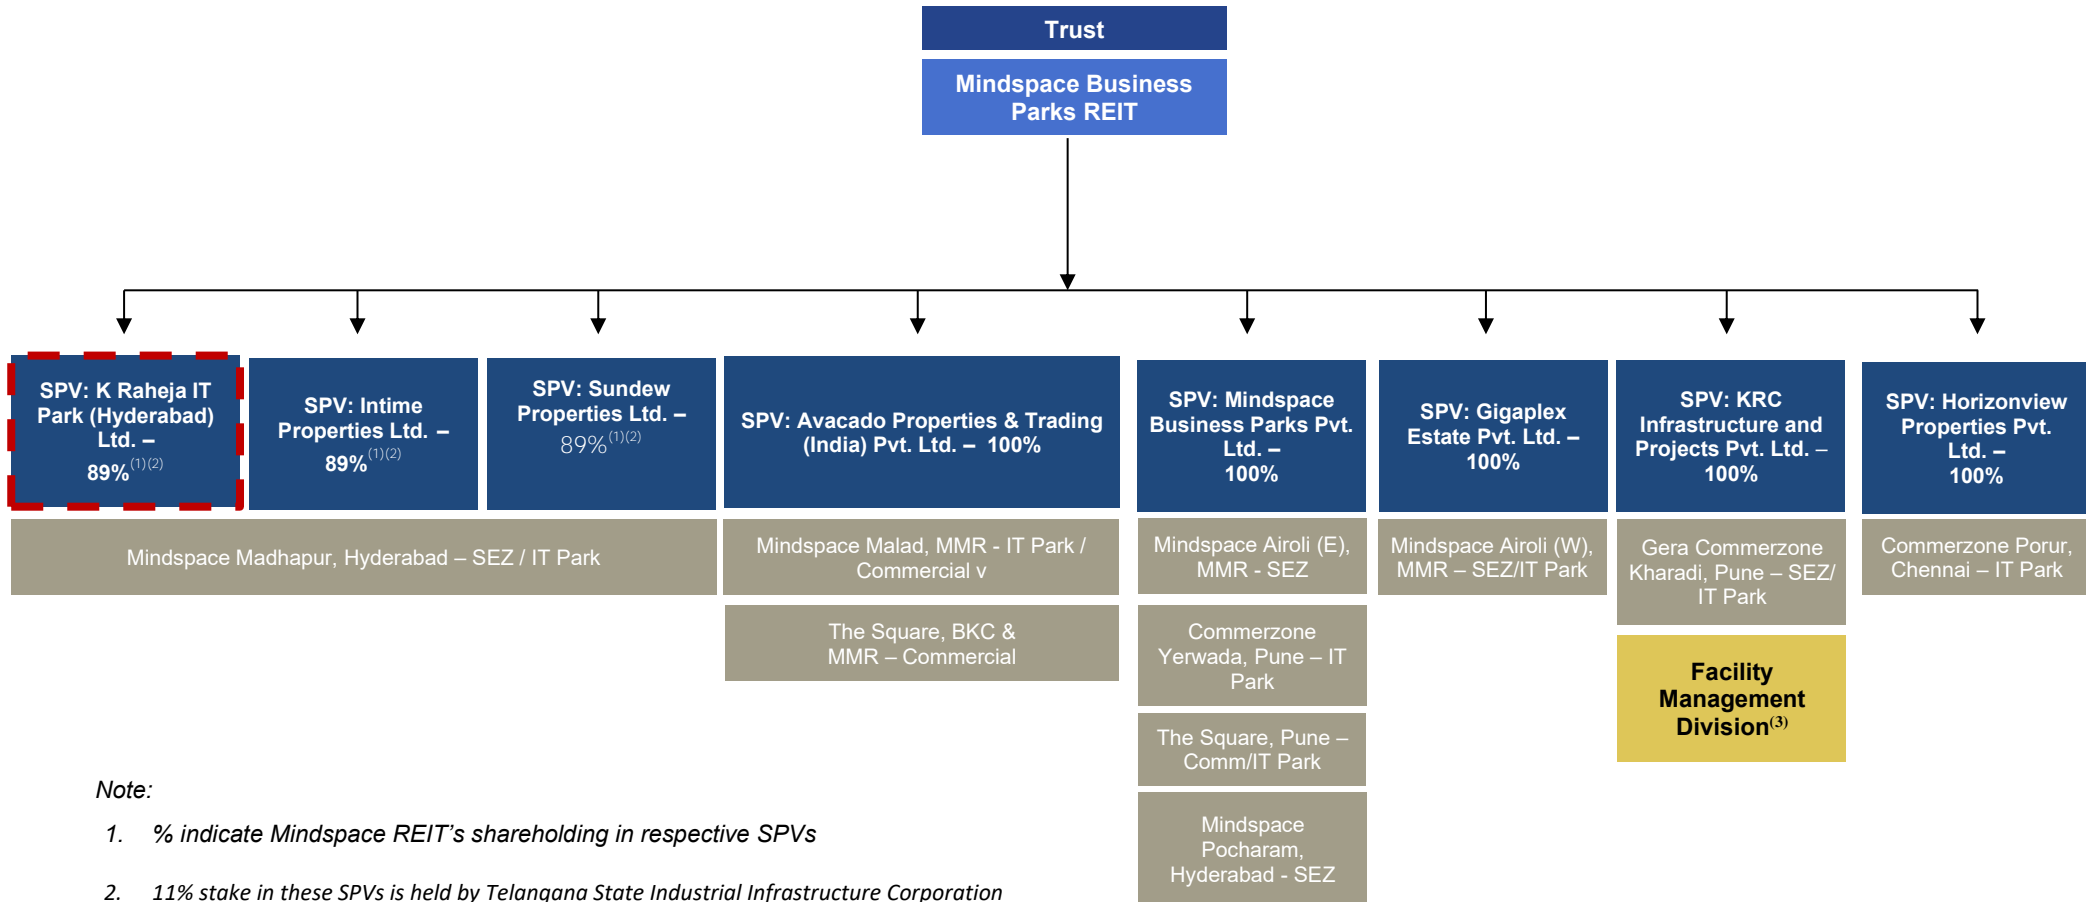 Trust
Mindspace Business
Parks REIT
SPV: K Raheja IT
Park (Hyderabad)
Ltd. –
89%(1)(2)
SPV: Intime
Properties Ltd. –
89%(1)(2)
SPV: Sundew
Properties Ltd. –
89%(1)(2)
SPV: Avacado Properties & Trading
(India) Pvt. Ltd. – 100%
SPV: Mindspace
Business Parks Pvt.
Ltd. –
100%
SPV: Gigaplex
Estate Pvt. Ltd. –
100%
SPV: KRC
Infrastructure and
Projects Pvt. Ltd. –
100%
SPV: Horizonview
Properties Pvt.
Ltd. –
100%
Mindspace Madhapur, Hyderabad – SEZ / IT Park
Mindspace Malad, MMR - IT Park /
Commercial v
Mindspace Airoli (E),
MMR - SEZ
Mindspace Airoli (W),
MMR – SEZ/IT Park
Gera Commerzone
Kharadi, Pune – SEZ/
IT Park
Commerzone Porur,
Chennai – IT Park
The Square, BKC &
MMR – Commercial
Commerzone
Yerwada, Pune – IT
Park
Facility
Management
Division(3)
The Square, Pune –
Comm/IT Park
Mindspace
Pocharam,
Hyderabad - SEZ
Note:
1. % indicate Mindspace REIT’s shareholding in respective SPVs
2. 11% stake in these SPVs is held by Telangana State Industrial Infrastructure Corporation